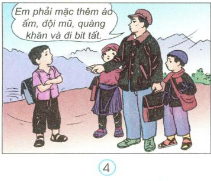 Em phải mặc thêm áo
ấm, đội mũ, quàng
khăn và đi bít tất.
4